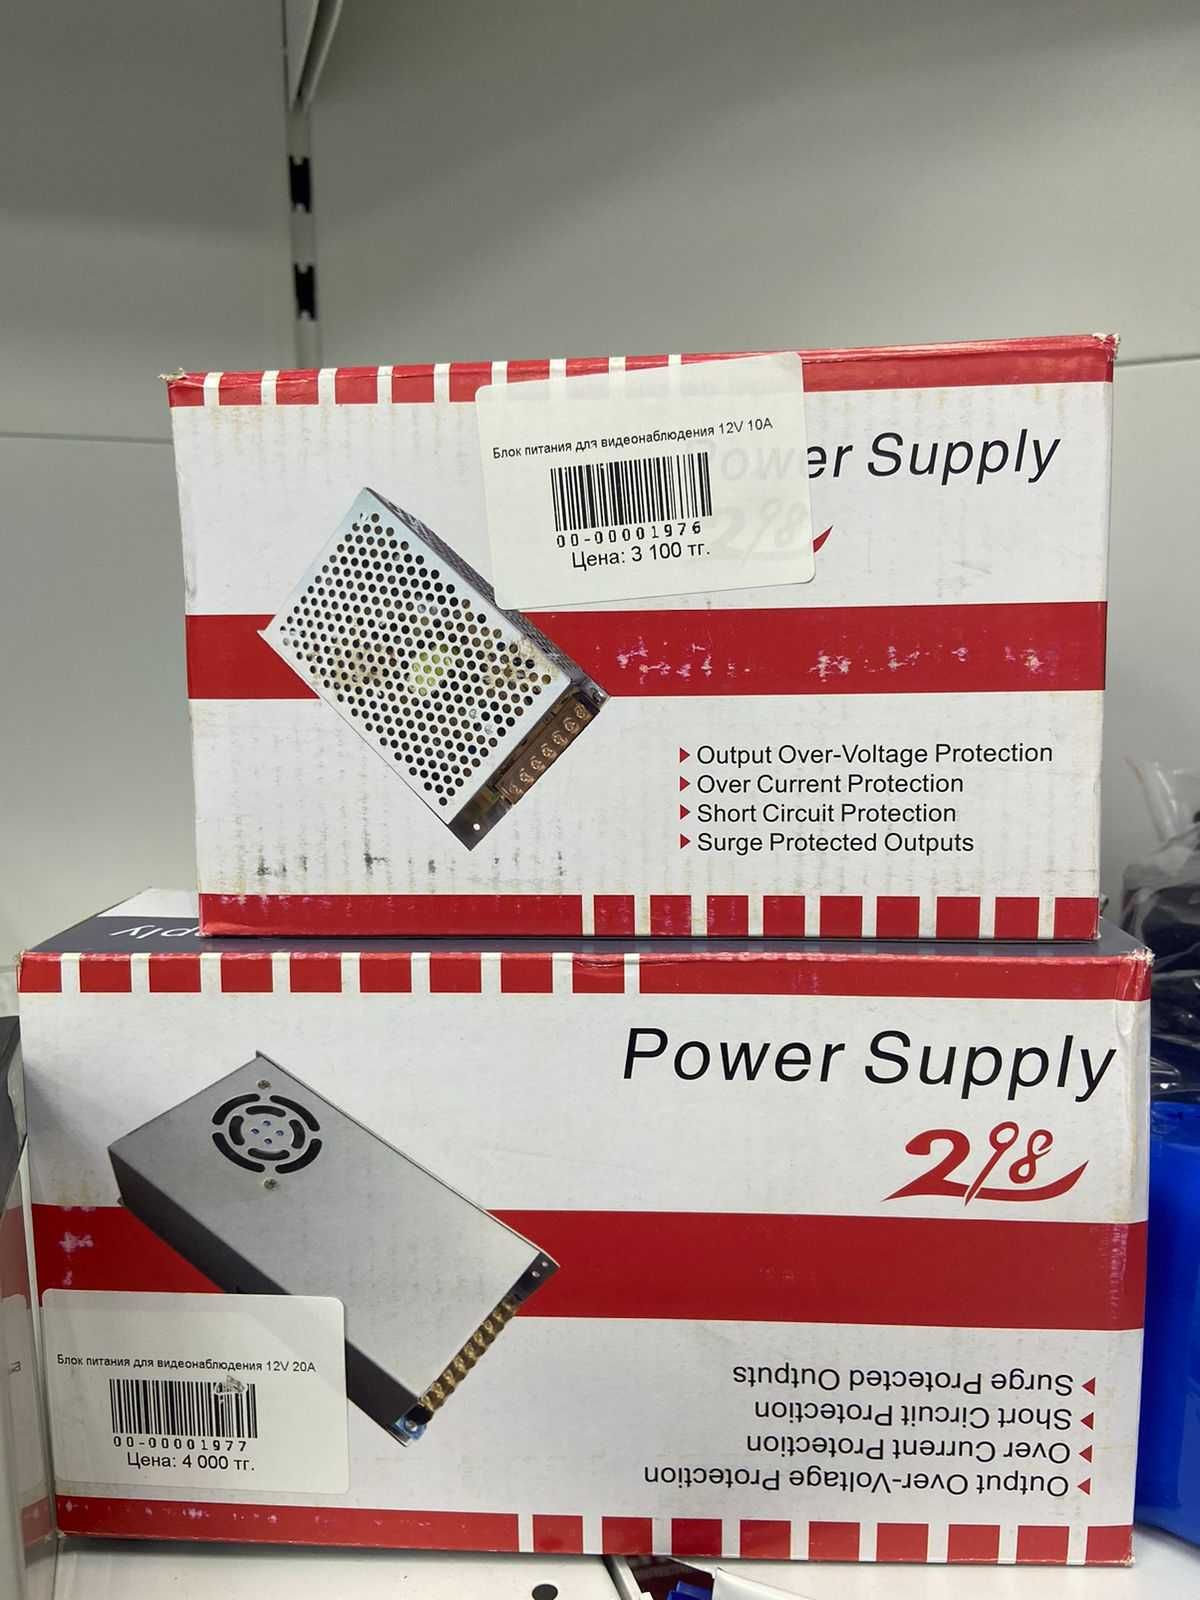 Блок питания для видеонаблюдения 12V 10A
00-00001976
Цена: 3 100 тг.
Power Supply
298
Output Over-Voltage Protection
Over Current Protection
Short Circuit Protection
Surge Protected Outputs
Power Supply
298
Блок питания для видеонаблюдения 12V 20A
00-00001977
Цена: 4 000 тг.
Output Over-Voltage Protection
Over Current Protection
Short Circuit Protection
Surge Protected Outputs